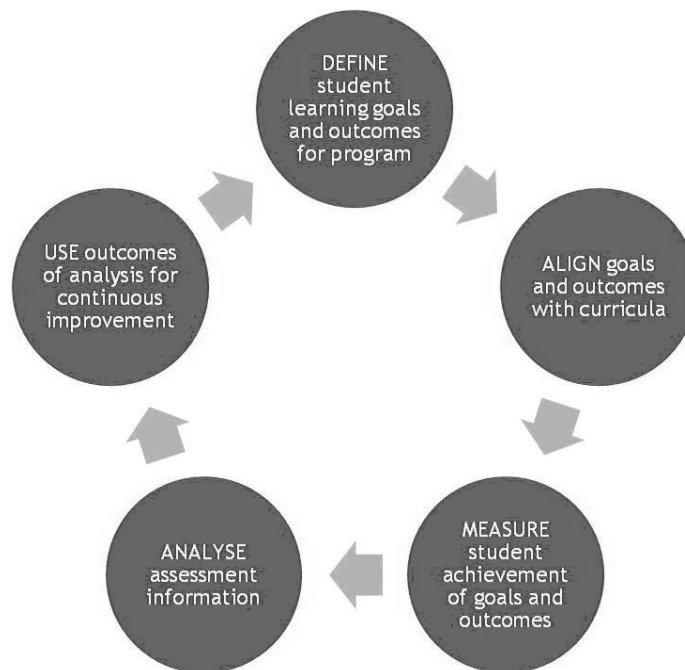 DEFINE
student
learning goals
and outcomes
for program
ALIGN goals
and outcomes
with curricula
MEASURE
student
achievement
of goals and
outcomes
ANALYSE
assessment
information
USE outcomes
of analysis for
continuous
improvement